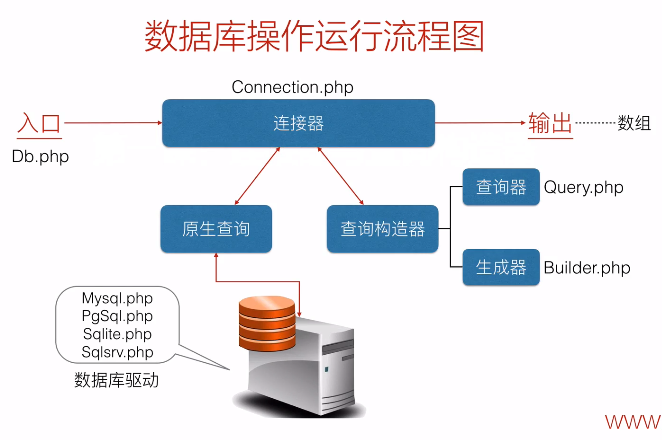 数据库操作运行流程图
Connection.php
入口
连接器
输出
数组
Db.php
原生查询
查询构造器
查询器
Query.php
生成器
Builder.php
Mysql.php
PgSql.php
Sqlite.php
Sqlsrv.php
数据库驱动
WWW